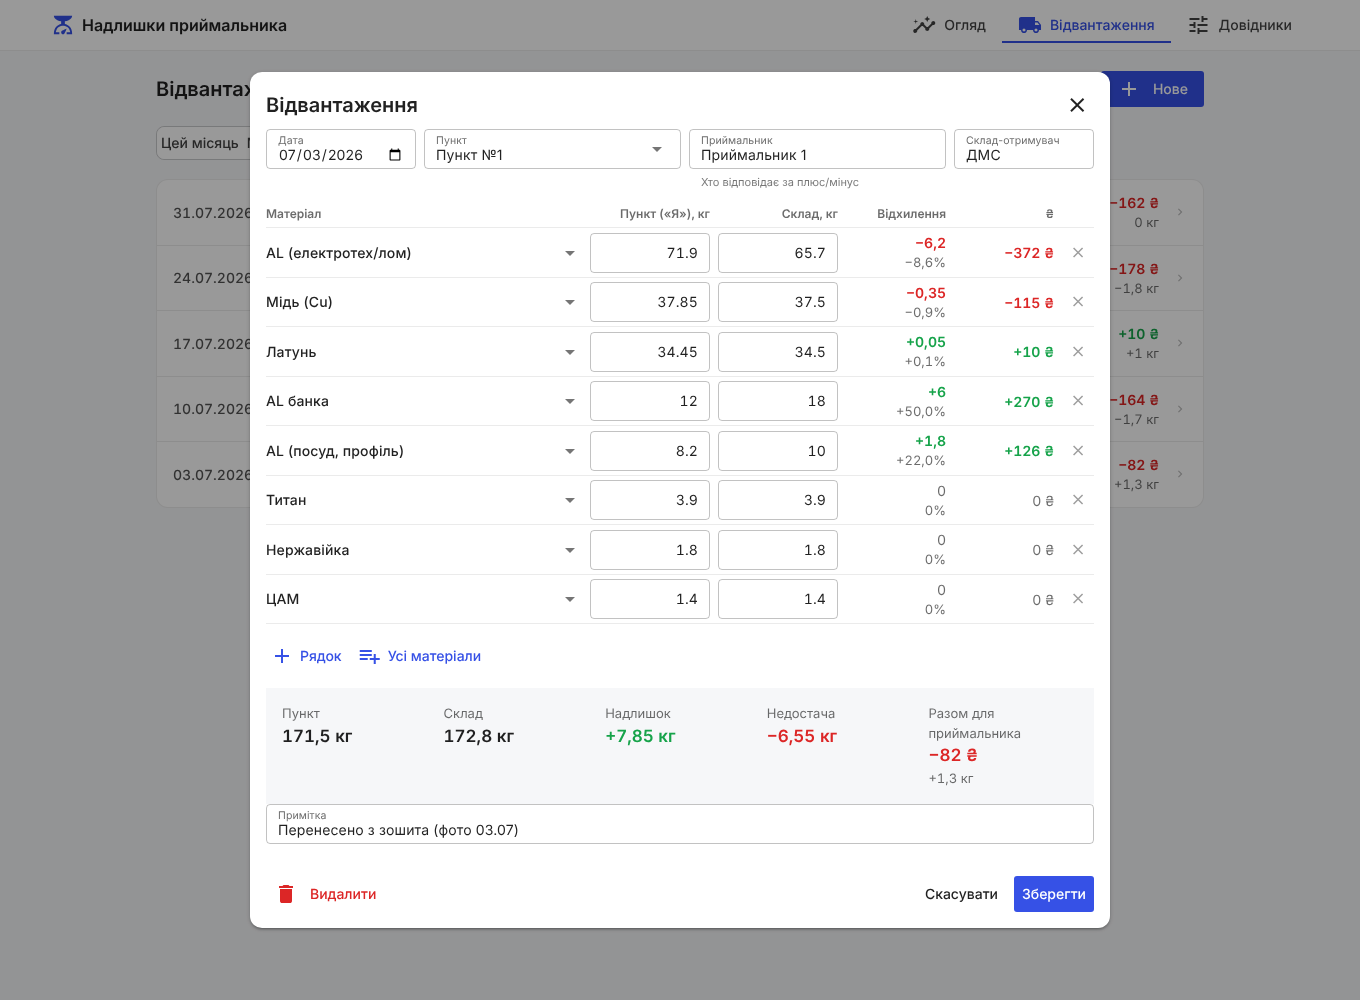 Надлишки приймальника
Огляд
Відвантаження
Довідники
Нове
Цей місяць
31.07.2026
−162 ₴
0 кг
24.07.2026
−178 ₴
−1,8 кг
17.07.2026
+10 ₴
+1 кг
10.07.2026
−164 ₴
−1,7 кг
03.07.2026
−82 ₴
+1,3 кг
Відвантаження
Дата
07/03/2026
Пункт
Пункт №1
Приймальник
Приймальник 1
Хто відповідає за плюс/мінус
Склад-отримувач
ДМС
Матеріал Пункт («Я»), кг Склад, кг Відхилення ₴
AL (електротех/лом) 71.9 65.7 −6,2 −372 ₴
−8,6%
Мідь (Cu) 37.85 37.5 −0,35 −115 ₴
−0,9%
Латунь 34.45 34.5 +0,05 +10 ₴
+0,1%
AL банка 12 18 +6 +270 ₴
+50,0%
AL (посуд, профіль) 8.2 10 +1,8 +126 ₴
+22,0%
Титан 3.9 3.9 0 0 ₴
0%
Нержавійка 1.8 1.8 0 0 ₴
0%
ЦАМ 1.4 1.4 0 0 ₴
0%
Рядок
Усі матеріали
Пункт
171,5 кг
Склад
172,8 кг
Надлишок
+7,85 кг
Недостача
−6,55 кг
Разом для
приймальника
−82 ₴
+1,3 кг
Примітка
Перенесено з зошита (фото 03.07)
Видалити
Скасувати
Зберегти